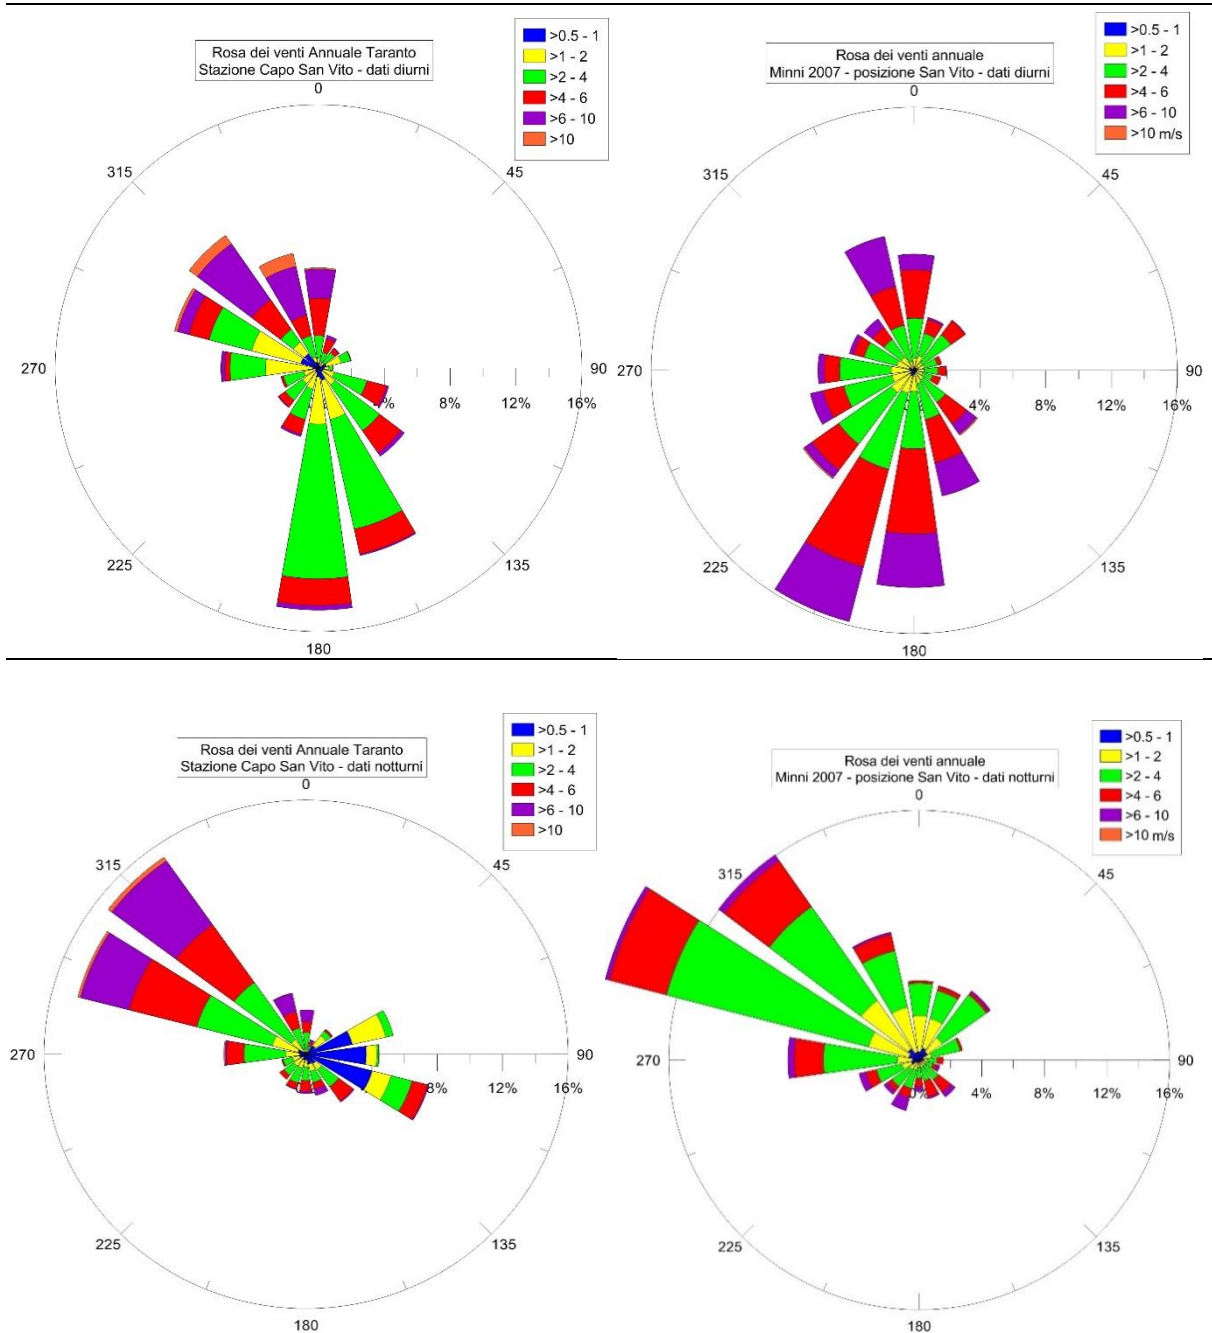 Rosa dei venti Annuale Taranto
Stazione Capo San Vito - dati diurni
>0.5 - 1
>1 - 2
>2 - 4
>4 - 6
>6 - 10
>10
0
45
90
135
180
225
270
315
4%
8%
12%
16%
Rosa dei venti annuale
Minni 2007 - posizione San Vito - dati diurni
>0.5 - 1
>1 - 2
>2 - 4
>4 - 6
>6 - 10
>10 m/s
0
45
90
135
180
225
270
315
4%
8%
12%
16%
Rosa dei venti Annuale Taranto
Stazione Capo San Vito - dati notturni
>0.5 - 1
>1 - 2
>2 - 4
>4 - 6
>6 - 10
>10
0
45
90
135
180
225
270
315
8%
12%
16%
Rosa dei venti annuale
Minni 2007 - posizione San Vito - dati notturni
>0.5 - 1
>1 - 2
>2 - 4
>4 - 6
>6 - 10
>10 m/s
0
45
90
135
180
225
270
315
0%
4%
8%
12%
16%